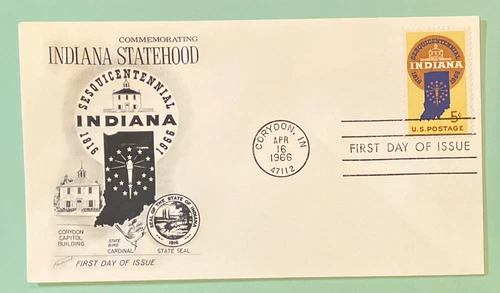 COMMEMORATING
INDIANA STATEHOOD
SESQUICENTENNIAL
INDIANA
1816 1966
CORYDON
CAPITOL
BUILDING
STATE
BIRD
CARDINAL
SEAL OF THE STATE OF INDIANA
1816
STATE SEAL
FIRST DAY OF ISSUE
CORYDON, IN
APR
16
1966
47112
SESQUICENTENNIAL
INDIANA
1816 1966
5¢
U.S. POSTAGE
FIRST DAY OF ISSUE